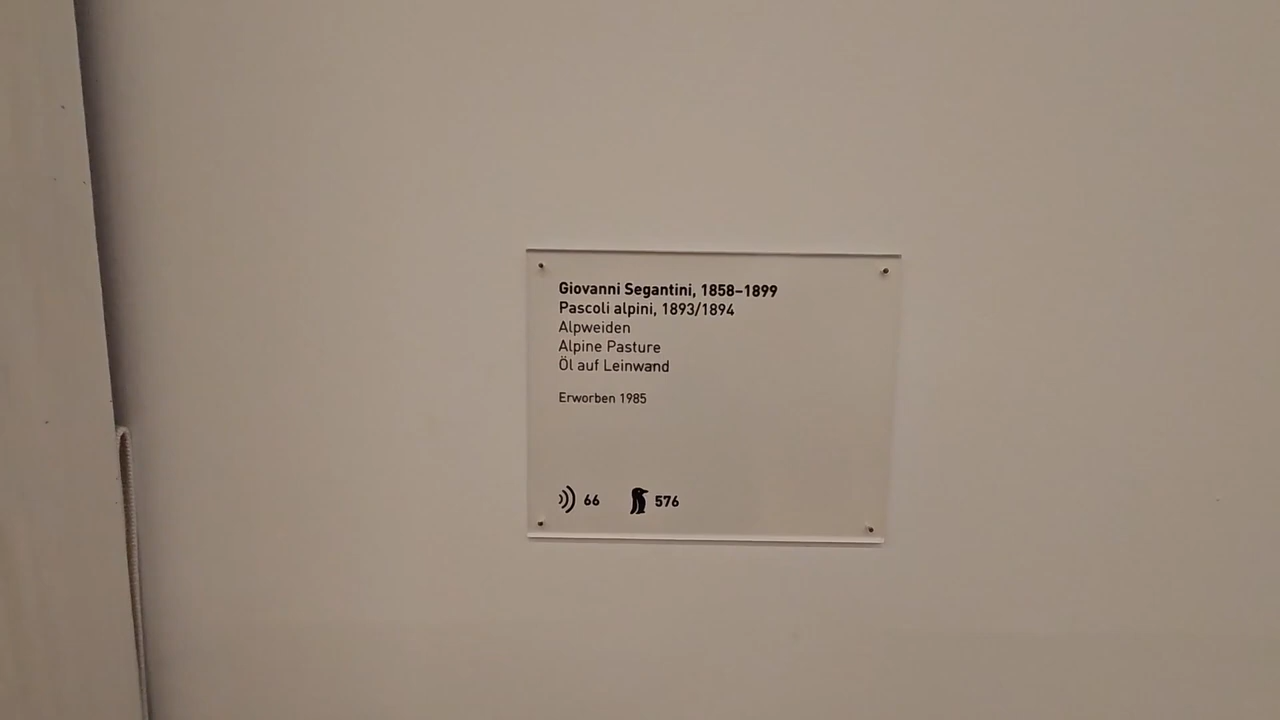 Giovanni Segantini, 1858–1899
Pascoli alpini, 1893/1894
Alpweiden
Alpine Pasture
Öl auf Leinwand
Erworben 1985
66 576